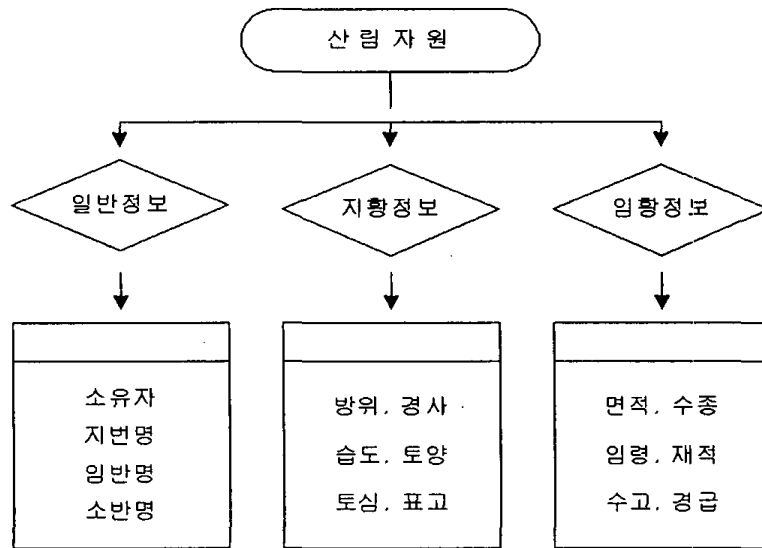 산림자원
일반정보
지황정보
임황정보
소유자
지번명
임반명
소반명
방위, 경사
습도, 토양
토심, 표고
면적, 수종
임령, 재적
수고, 경급